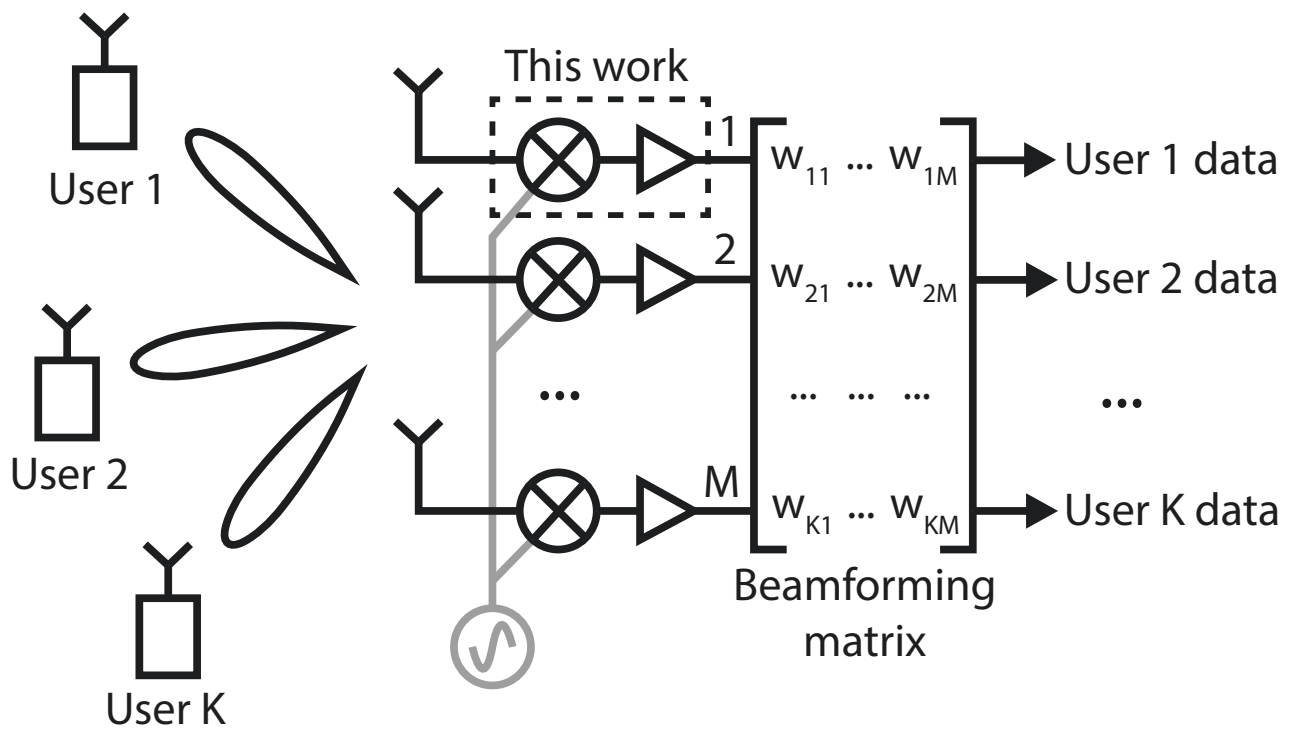 This work
User 1
User 2
User K
1
2
...
M
w11 ... w1M
w21 ... w2M
... ... ...
wK1 ... wKM
Beamforming
matrix
User 1 data
User 2 data
...
User K data